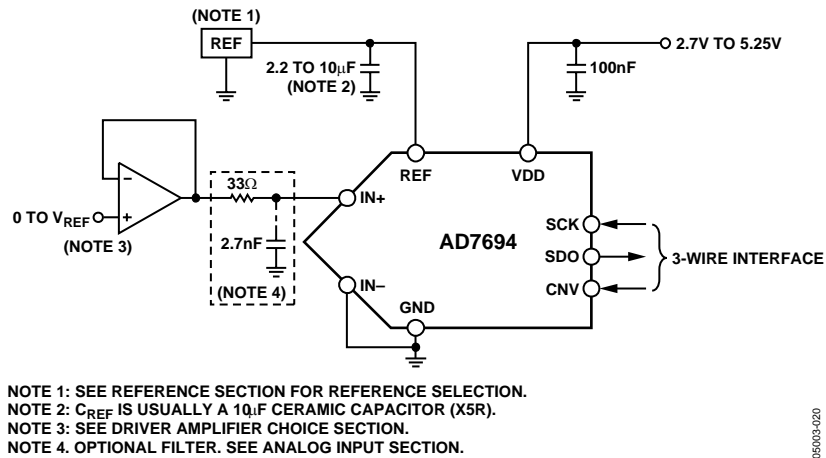 (NOTE 1)
REF
2.2 TO 10µF
(NOTE 2)
100nF
2.7V TO 5.25V
REF
VDD
–
+
0 TO VREF
(NOTE 3)
33Ω
2.7nF
(NOTE 4)
IN+
IN–
GND
AD7694
SCK
SDO
CNV
3-WIRE INTERFACE
NOTE 1: SEE REFERENCE SECTION FOR REFERENCE SELECTION.
NOTE 2: CREF IS USUALLY A 10µF CERAMIC CAPACITOR (X5R).
NOTE 3: SEE DRIVER AMPLIFIER CHOICE SECTION.
NOTE 4. OPTIONAL FILTER. SEE ANALOG INPUT SECTION.
05003-020